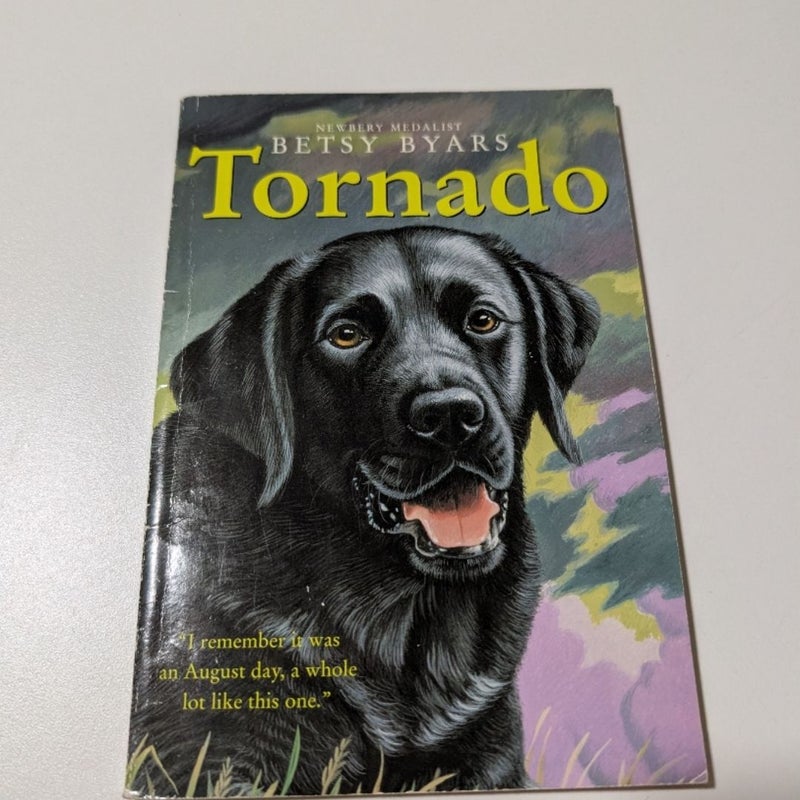 NEWBERY MEDALIST
BETSY BYARS
Tornado
"I remember it was
an August day, a whole
lot like this one."